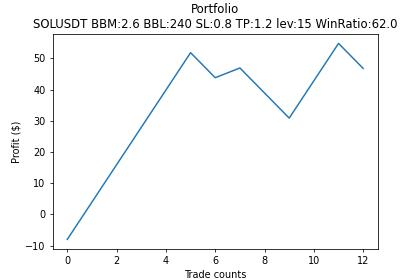 Portfolio
SOLUSDT BBM:2.6 BBL:240 SL:0.8 TP:1.2 lev:15 WinRatio:62.0
50
40
30
20
10
0
−10
Profit ($)
0 2 4 6 8 10 12
Trade counts